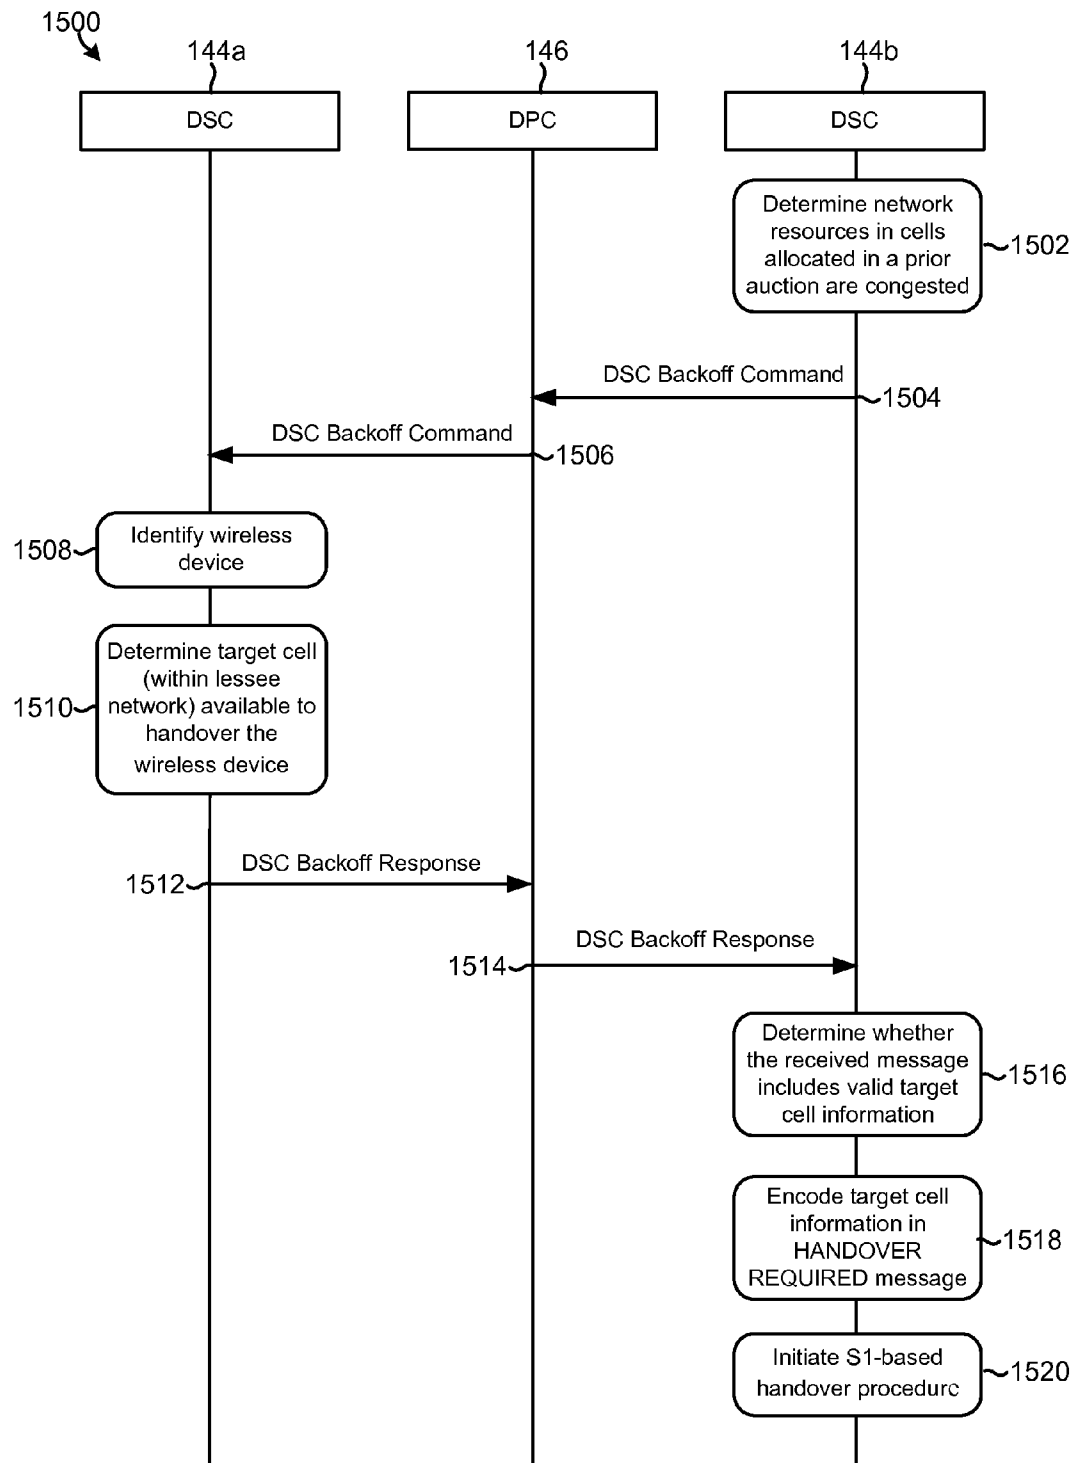 1500
144a
146
144b
DSC
DPC
DSC
Determine network
resources in cells
allocated in a prior
auction are congested
1502
DSC Backoff Command
1504
DSC Backoff Command
1506
Identify wireless
device
1508
Determine target cell
(within lessee
network) available to
handover the
wireless device
1510
DSC Backoff Response
1512
DSC Backoff Response
1514
Determine whether
the received message
includes valid target
cell information
1516
Encode target cell
information in
HANDOVER
REQUIRED message
1518
Initiate S1-based
handover procedure
1520